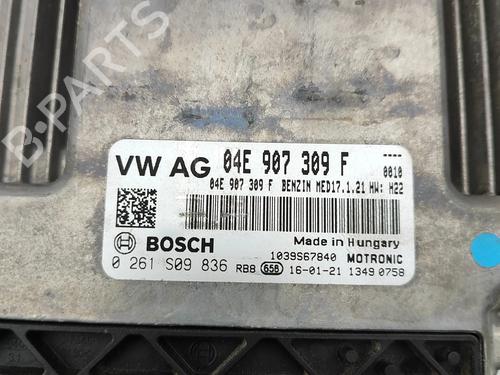 B-PARTS
VW AG 04E 907 309 F
0010
04E 907 309 F BENZIN MED17.1.21 HW: H22
BOSCH
Made in Hungary
1039S67840 MOTRONIC
0 261 S09 836 RB8 656 16-01-21 1349 0758